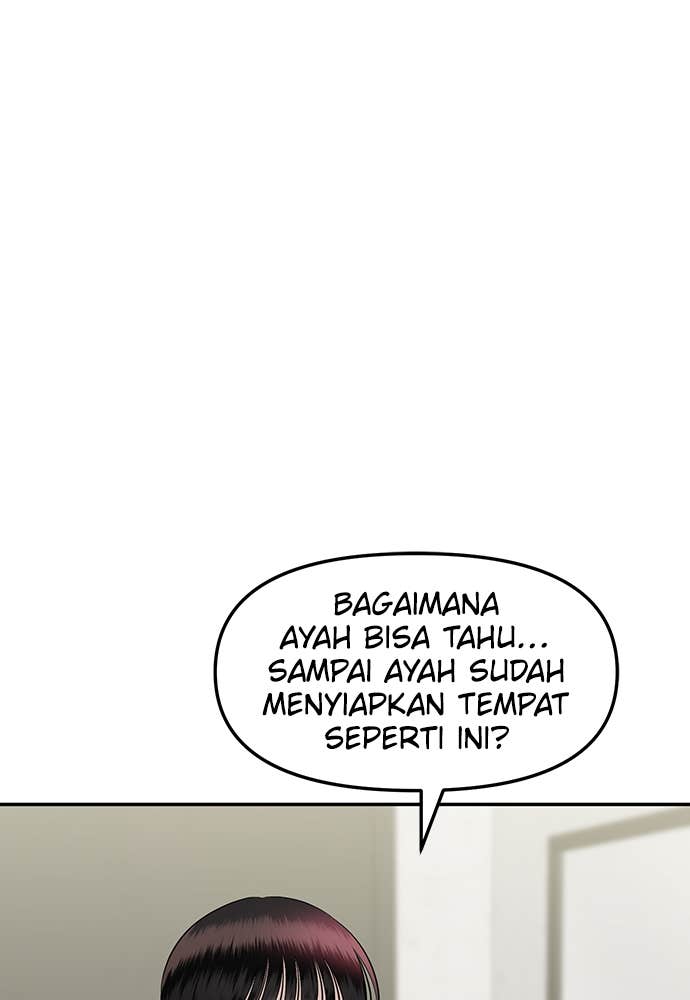 BAGAIMANA
AYAH BISA TAHU...
SAMPAI AYAH SUDAH
MENYIAPKAN TEMPAT
SEPERTI INI?